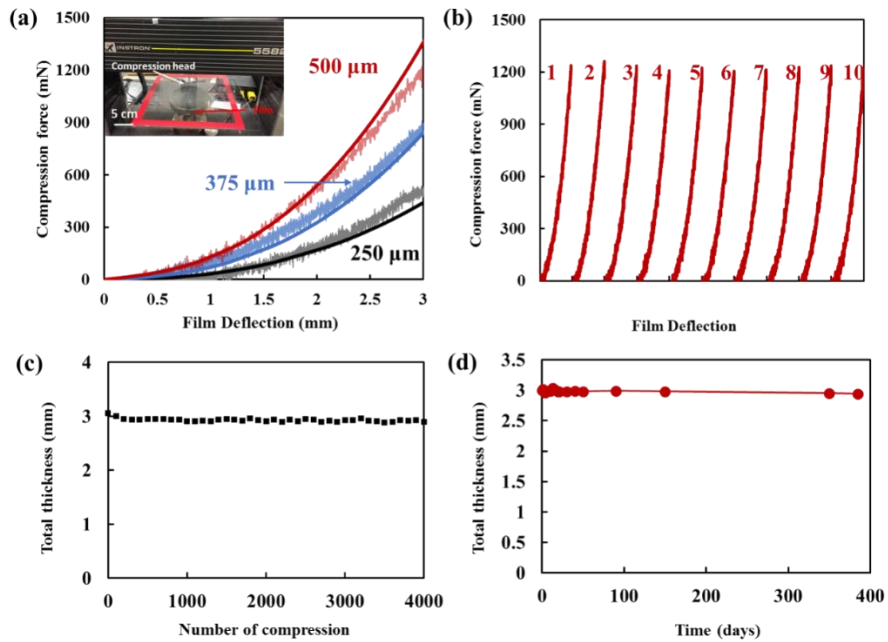 (a)
1500
1200
900
600
300
0
Compression force (mN)
INSTRON
5582
Compression head
5 cm
500 µm
375 µm
250 µm
0 0.5 1 1.5 2 2.5 3
Film Deflection (mm)
(b)
1500
1200
900
600
300
0
Compression force (mN)
1 2 3 4 5 6 7 8 9 10
Film Deflection
(c)
4
3
2
1
0
Total thickness (mm)
0 1000 2000 3000 4000
Number of compression
(d)
3.5
3
2.5
2
1.5
1
0.5
0
Total thickness (mm)
0 100 200 300 400
Time (days)